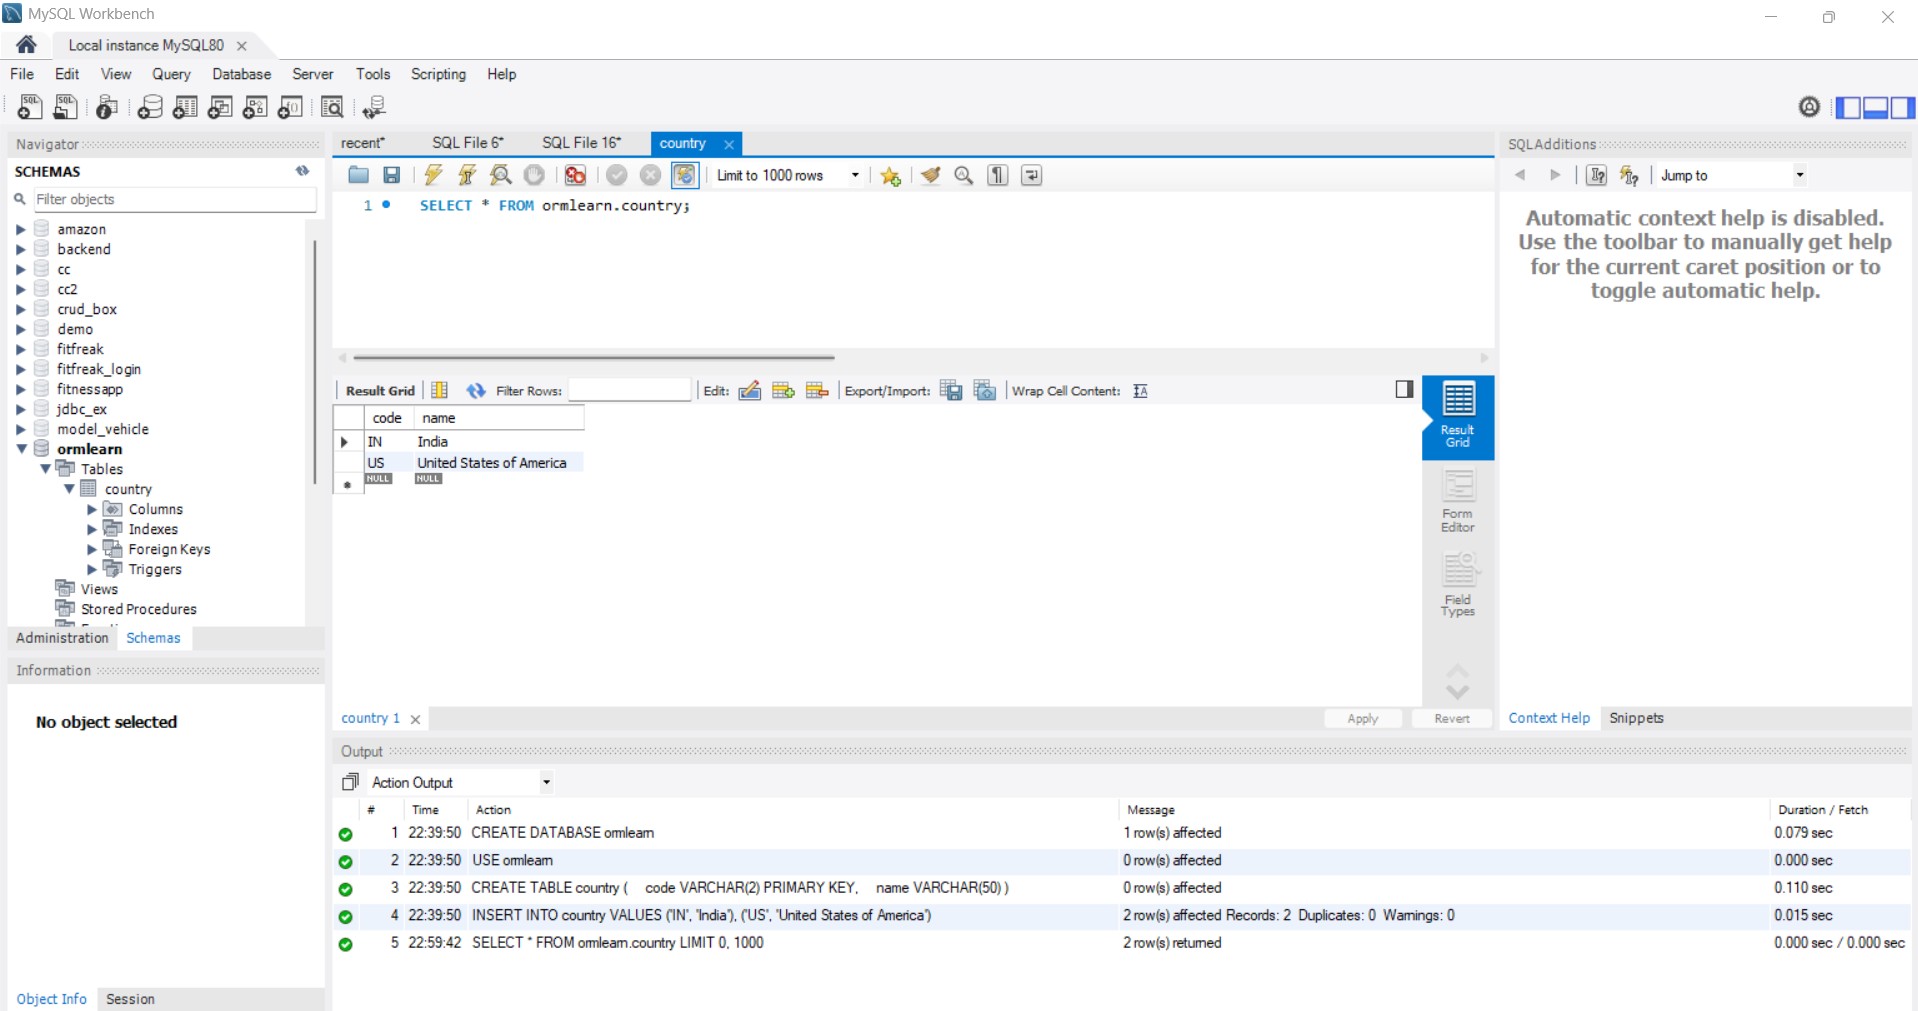 MySQL Workbench
Local instance MySQL80
File Edit View Query Database Server Tools Scripting Help
Navigator
SCHEMAS
Filter objects
amazon
backend
cc
cc2
crud_box
demo
fitfreak
fitfreak_login
fitnessapp
jdbc_ex
model_vehicle
ormlearn
Tables
country
Columns
Indexes
Foreign Keys
Triggers
Views
Stored Procedures
Administration Schemas
Information
No object selected
Object Info Session
recent* SQL File 6* SQL File 16* country
Limit to 1000 rows
1 SELECT * FROM ormlearn.country;
Result Grid Filter Rows: Edit: Export/Import: Wrap Cell Content:
code name
IN India
US United States of America
NULL NULL
Result Grid
Form Editor
Field Types
country 1 Apply Revert
SQLAdditions
Jump to
Automatic context help is disabled.
Use the toolbar to manually get help
for the current caret position or to
toggle automatic help.
Context Help Snippets
Output
Action Output
# Time Action Message Duration / Fetch
1 22:39:50 CREATE DATABASE ormlearn 1 row(s) affected 0.079 sec
2 22:39:50 USE ormlearn 0 row(s) affected 0.000 sec
3 22:39:50 CREATE TABLE country ( code VARCHAR(2) PRIMARY KEY, name VARCHAR(50) ) 0 row(s) affected 0.110 sec
4 22:39:50 INSERT INTO country VALUES ('IN', 'India'), ('US', 'United States of America') 2 row(s) affected Records: 2 Duplicates: 0 Warnings: 0 0.015 sec
5 22:59:42 SELECT * FROM ormlearn.country LIMIT 0, 1000 2 row(s) returned 0.000 sec / 0.000 sec